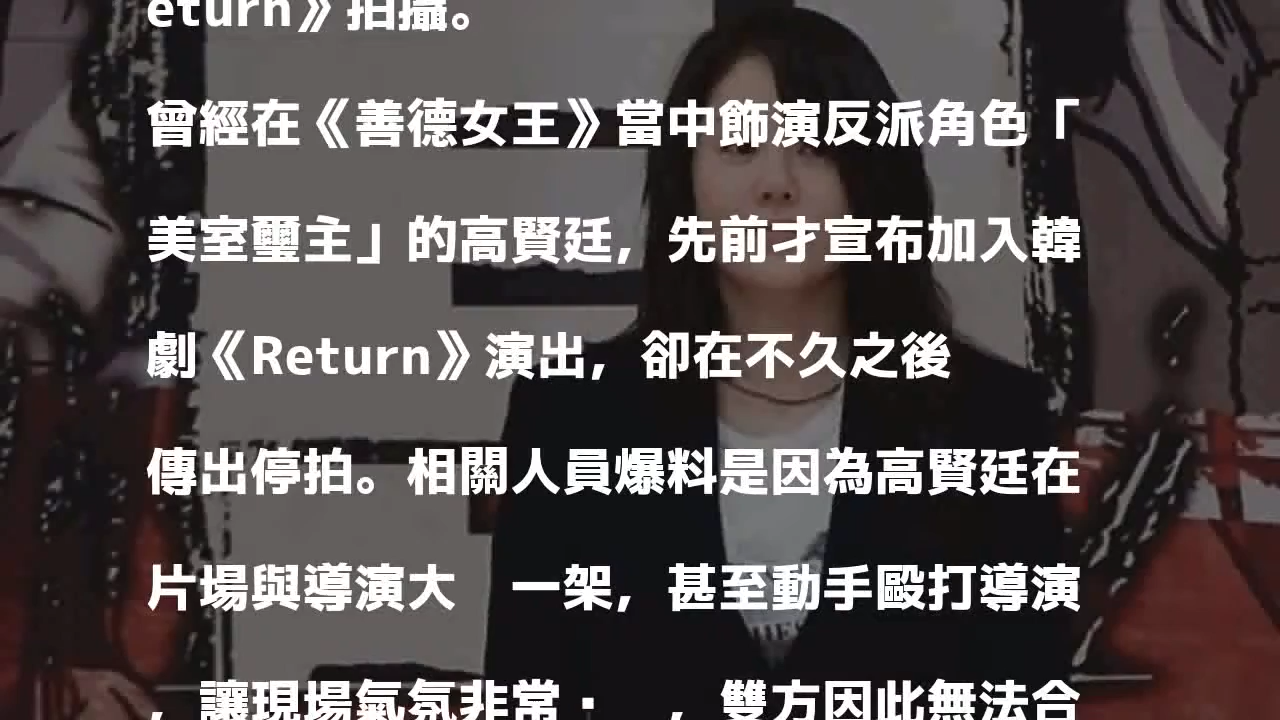 eturn》拍攝。
曾經在《善德女王》當中飾演反派角色「
美室璽主」的高賢廷，先前才宣布加入韓
劇《Return》演出，卻在不久之後
傳出停拍。相關人員爆料是因為高賢廷在
片場與導演大　一架，甚至動手毆打導演
，讓現場氣氛非常·　，雙方因此無法合